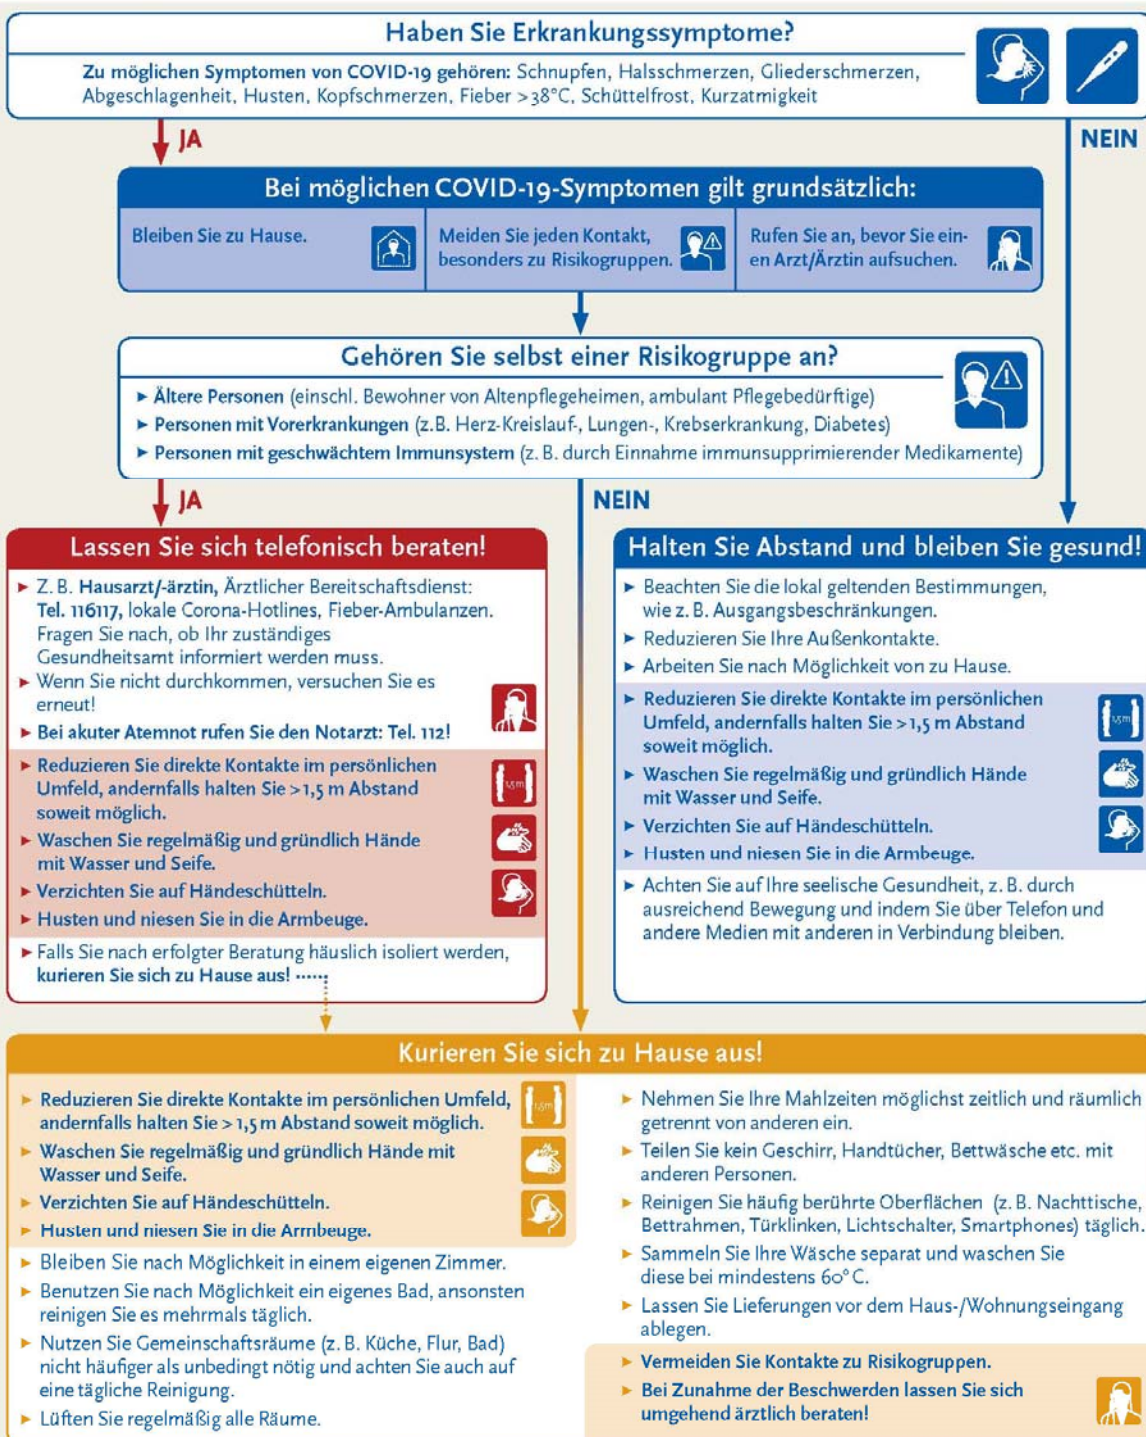 Haben Sie Erkrankungssymptome?
Zu möglichen Symptomen von COVID-19 gehören: Schnupfen, Halsschmerzen, Gliederschmerzen,
Abgeschlagenheit, Husten, Kopfschmerzen, Fieber >38°C, Schüttelfrost, Kurzatmigkeit
JA
NEIN
Bei möglichen COVID-19-Symptomen gilt grundsätzlich:
Bleiben Sie zu Hause.
Meiden Sie jeden Kontakt,
besonders zu Risikogruppen.
Rufen Sie an, bevor Sie ein-
en Arzt/Ärztin aufsuchen.
Gehören Sie selbst einer Risikogruppe an?
► Ältere Personen (einschl. Bewohner von Altenpflegeheimen, ambulant Pflegebedürftige)
► Personen mit Vorerkrankungen (z.B. Herz-Kreislauf-, Lungen-, Krebserkrankung, Diabetes)
► Personen mit geschwächtem Immunsystem (z. B. durch Einnahme immunsupprimierender Medikamente)
JA
NEIN
Lassen Sie sich telefonisch beraten!
► Z. B. Hausarzt/-ärztin, Ärztlicher Bereitschaftsdienst:
Tel. 116117, lokale Corona-Hotlines, Fieber-Ambulanzen.
Fragen Sie nach, ob Ihr zuständiges
Gesundheitsamt informiert werden muss.
► Wenn Sie nicht durchkommen, versuchen Sie es
erneut!
► Bei akuter Atemnot rufen Sie den Notarzt: Tel. 112!
► Reduzieren Sie direkte Kontakte im persönlichen
Umfeld, andernfalls halten Sie >1,5 m Abstand
soweit möglich.
1,5 m
► Waschen Sie regelmäßig und gründlich Hände
mit Wasser und Seife.
► Verzichten Sie auf Händeschütteln.
► Husten und niesen Sie in die Armbeuge.
► Falls Sie nach erfolgter Beratung häuslich isoliert werden,
kurieren Sie sich zu Hause aus! ......
Halten Sie Abstand und bleiben Sie gesund!
► Beachten Sie die lokal geltenden Bestimmungen,
wie z. B. Ausgangsbeschränkungen.
► Reduzieren Sie Ihre Außenkontakte.
► Arbeiten Sie nach Möglichkeit von zu Hause.
► Reduzieren Sie direkte Kontakte im persönlichen
Umfeld, andernfalls halten Sie >1,5 m Abstand
soweit möglich.
1,5 m
► Waschen Sie regelmäßig und gründlich Hände
mit Wasser und Seife.
► Verzichten Sie auf Händeschütteln.
► Husten und niesen Sie in die Armbeuge.
► Achten Sie auf Ihre seelische Gesundheit, z. B. durch
ausreichend Bewegung und indem Sie über Telefon und
andere Medien mit anderen in Verbindung bleiben.
Kurieren Sie sich zu Hause aus!
► Reduzieren Sie direkte Kontakte im persönlichen Umfeld,
andernfalls halten Sie > 1,5 m Abstand soweit möglich.
1,5 m
► Waschen Sie regelmäßig und gründlich Hände mit
Wasser und Seife.
► Verzichten Sie auf Händeschütteln.
► Husten und niesen Sie in die Armbeuge.
► Bleiben Sie nach Möglichkeit in einem eigenen Zimmer.
► Benutzen Sie nach Möglichkeit ein eigenes Bad, ansonsten
reinigen Sie es mehrmals täglich.
► Nutzen Sie Gemeinschaftsräume (z. B. Küche, Flur, Bad)
nicht häufiger als unbedingt nötig und achten Sie auch auf
eine tägliche Reinigung.
► Lüften Sie regelmäßig alle Räume.
► Nehmen Sie Ihre Mahlzeiten möglichst zeitlich und räumlich
getrennt von anderen ein.
► Teilen Sie kein Geschirr, Handtücher, Bettwäsche etc. mit
anderen Personen.
► Reinigen Sie häufig berührte Oberflächen (z. B. Nachttische,
Bettrahmen, Türklinken, Lichtschalter, Smartphones) täglich.
► Sammeln Sie Ihre Wäsche separat und waschen Sie
diese bei mindestens 60° C.
► Lassen Sie Lieferungen vor dem Haus-/Wohnungseingang
ablegen.
► Vermeiden Sie Kontakte zu Risikogruppen.
► Bei Zunahme der Beschwerden lassen Sie sich
umgehend ärztlich beraten!